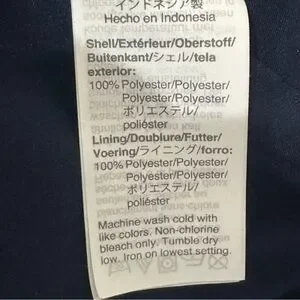 インドネシア製
Hecho en Indonesia
Shell/Extérieur/Oberstoff/
Buitenkant/シェル/tela
exterior:
100% Polyester/Polyester/
Polyester/Polyester/
ポリエステル/
poliéster
Lining/Doublure/Futter/
Voering/ライニング/forro:
100% Polyester/Polyester/
Polyester/Polyester/
ポリエステル/
poliéster
Machine wash cold with
like colors. Non-chlorine
bleach only. Tumble dry
low. Iron on lowest setting.